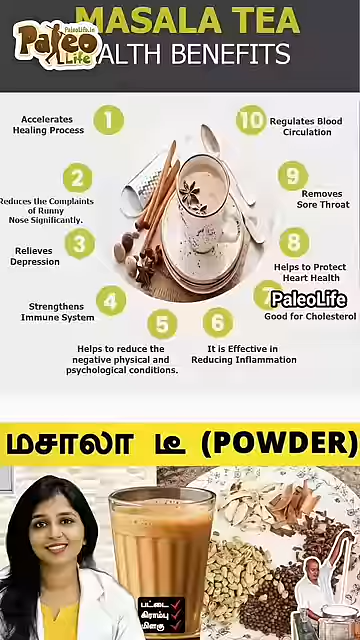 MASALA TEA
PaleoLife.in
Paleo
Life
ALTH BENEFITS
Accelerates
Healing Process
1
10
Regulates Blood
Circulation
2
Reduces the Complaints
of Runny
Nose Significantly.
9
Removes
Sore Throat
3
Relieves
Depression
8
Helps to Protect
Heart Health
4
Strengthens
Immune System
7
PaleoLife
Good for Cholesterol
5
Helps to reduce the
negative physical and
psychological conditions.
6
It is Effective in
Reducing Inflammation
மசாலா டீ (POWDER)
பட்டை
கிராம்பு
மிளகு